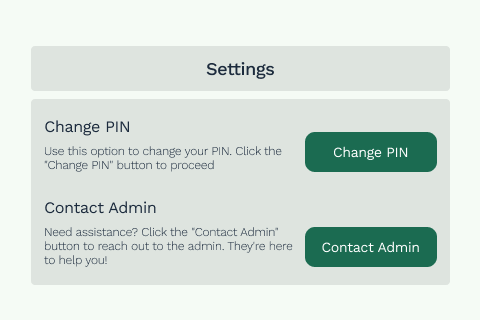 Settings
Change PIN
Use this option to change your PIN. Click the
"Change PIN" button to proceed
Change PIN
Contact Admin
Need assistance? Click the "Contact Admin"
button to reach out to the admin. They're here
to help you!
Contact Admin